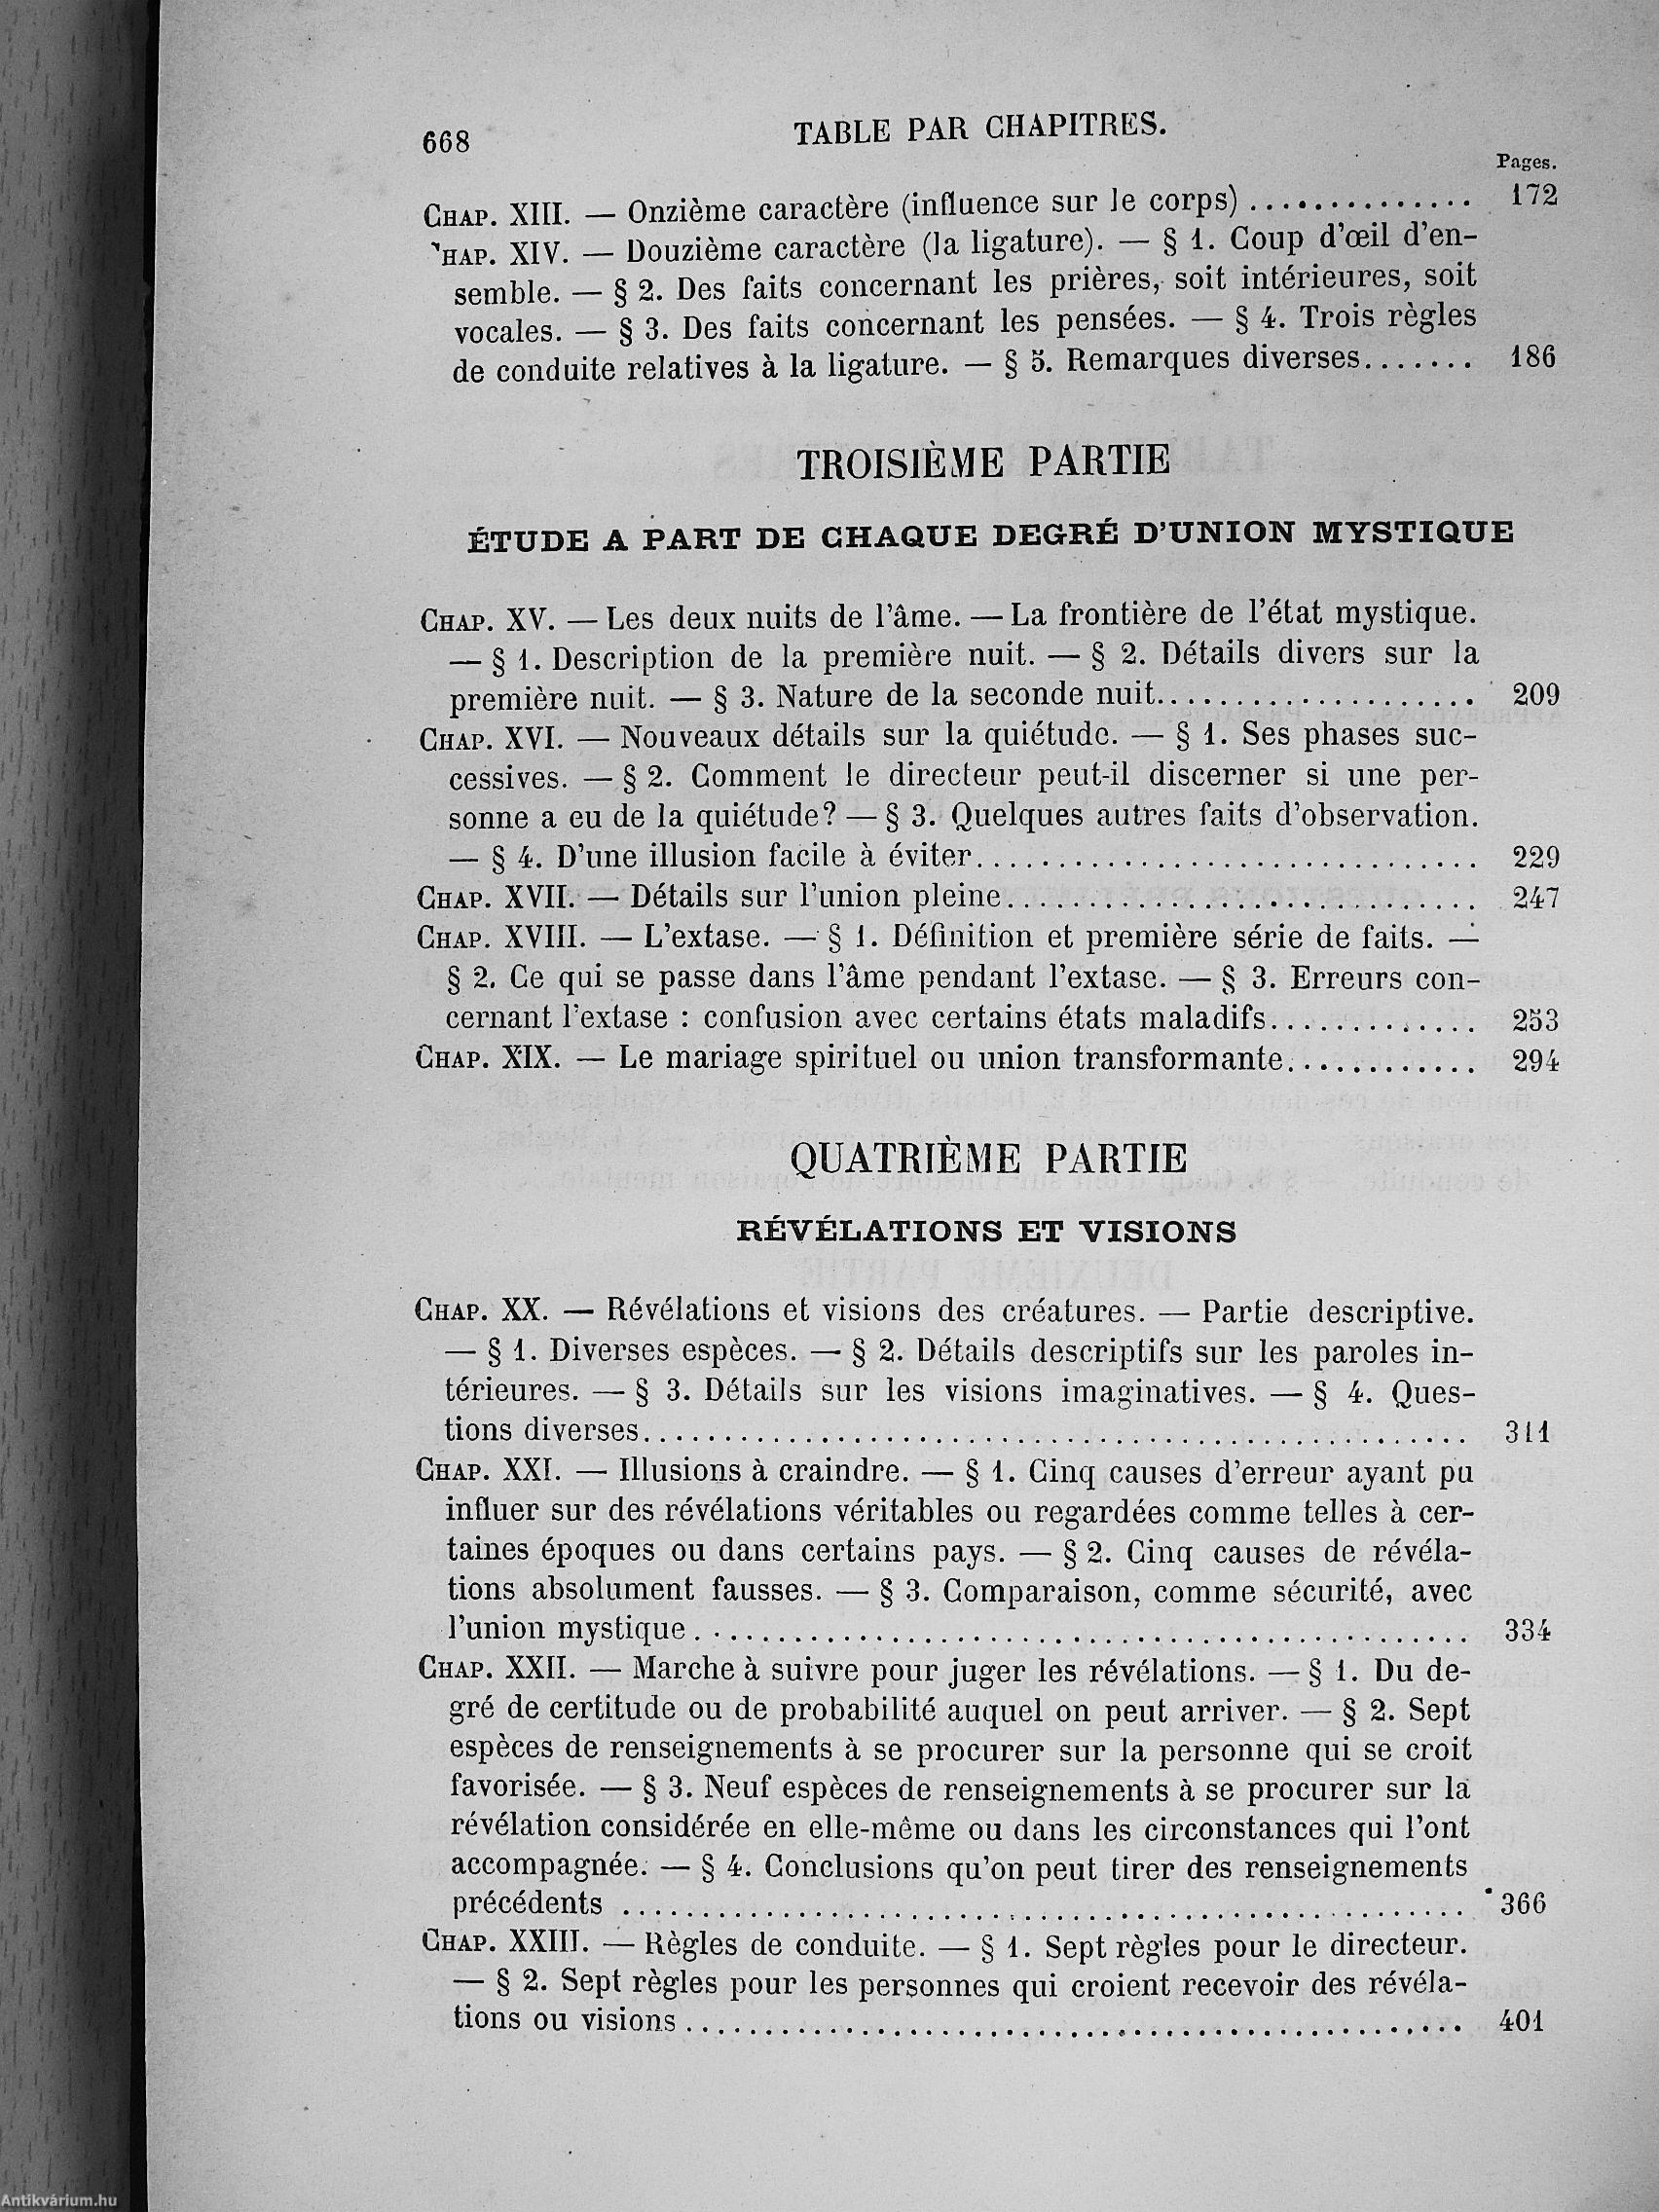 668
TABLE PAR CHAPITRES.
Pages.
CHAP. XIII. — Onzième caractère (influence sur le corps) .............. 172
HAP. XIV. — Douzième caractère (la ligature). — § 1. Coup d'œil d'en-
semble. — § 2. Des faits concernant les prières, soit intérieures, soit
vocales. — § 3. Des faits concernant les pensées. — § 4. Trois règles
de conduite relatives à la ligature. — § 5. Remarques diverses....... 186
TROISIÈME PARTIE
ÉTUDE A PART DE CHAQUE DEGRÉ D'UNION MYSTIQUE
CHAP. XV. — Les deux nuits de l'âme. — La frontière de l'état mystique.
— § 1. Description de la première nuit. — § 2. Détails divers sur la
première nuit. — § 3. Nature de la seconde nuit.................... 209
CHAP. XVI. — Nouveaux détails sur la quiétude. — § 1. Ses phases suc-
cessives. — § 2. Comment le directeur peut-il discerner si une per-
sonne a eu de la quiétude? — § 3. Quelques autres faits d'observation.
— § 4. D'une illusion facile à éviter................................ 229
CHAP. XVII. — Détails sur l'union pleine.............................. 247
CHAP. XVIII. — L'extase. — § 1. Définition et première série de faits. —
§ 2. Ce qui se passe dans l'âme pendant l'extase. — § 3. Erreurs con-
cernant l'extase : confusion avec certains états maladifs............. 253
CHAP. XIX. — Le mariage spirituel ou union transformante............ 294
QUATRIÈME PARTIE
RÉVÉLATIONS ET VISIONS
CHAP. XX. — Révélations et visions des créatures. — Partie descriptive.
— § 1. Diverses espèces. — § 2. Détails descriptifs sur les paroles in-
térieures. — § 3. Détails sur les visions imaginatives. — § 4. Ques-
tions diverses.................................................... 311
CHAP. XXI. — Illusions à craindre. — § 1. Cinq causes d'erreur ayant pu
influer sur des révélations véritables ou regardées comme telles à cer-
taines époques ou dans certains pays. — § 2. Cinq causes de révéla-
tions absolument fausses. — § 3. Comparaison, comme sécurité, avec
l'union mystique ................................................ 334
CHAP. XXII. — Marche à suivre pour juger les révélations. — § 1. Du de-
gré de certitude ou de probabilité auquel on peut arriver. — § 2. Sept
espèces de renseignements à se procurer sur la personne qui se croit
favorisée. — § 3. Neuf espèces de renseignements à se procurer sur la
révélation considérée en elle-même ou dans les circonstances qui l'ont
accompagnée. — § 4. Conclusions qu'on peut tirer des renseignements
précédents .................................................... 366
CHAP. XXIII. — Règles de conduite. — § 1. Sept règles pour le directeur.
— § 2. Sept règles pour les personnes qui croient recevoir des révéla-
tions ou visions ................................................ 401
Antikvárium.hu